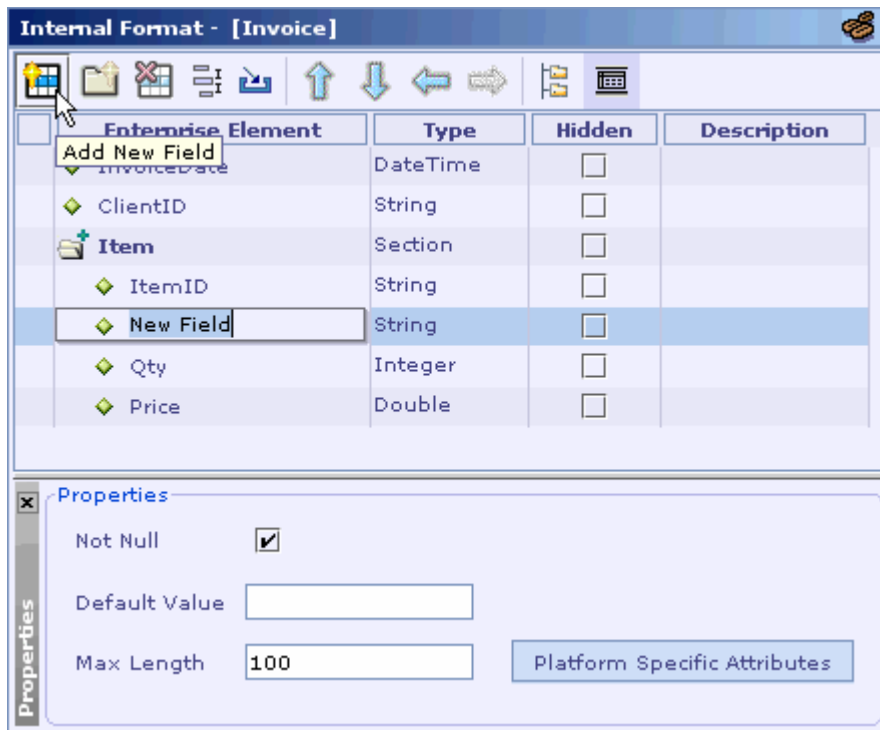 Internal Format - [Invoice]
Enterprise Element Type Hidden Description
Add New Field
InvoiceDate DateTime
ClientID String
Item Section
ItemID String
New Field String
Qty Integer
Price Double
Properties
Properties
Not Null
Default Value
Max Length 100 Platform Specific Attributes